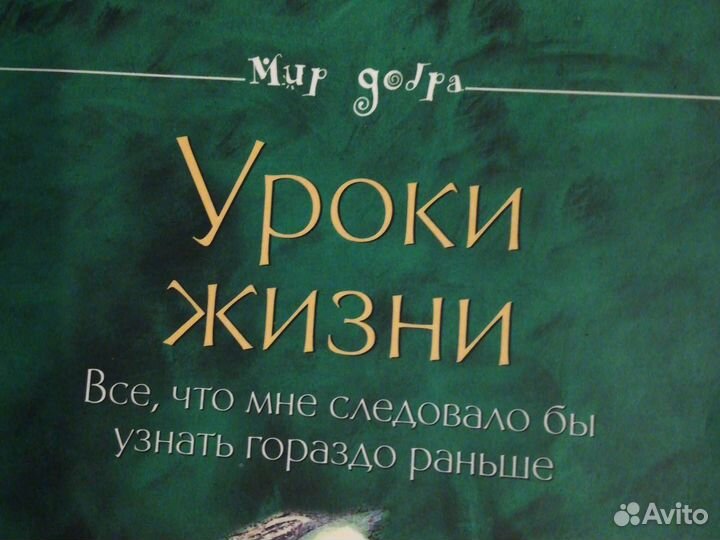 Мир добра
Уроки
жизни
Все, что мне следовало бы
узнать гораздо раньше
Avito